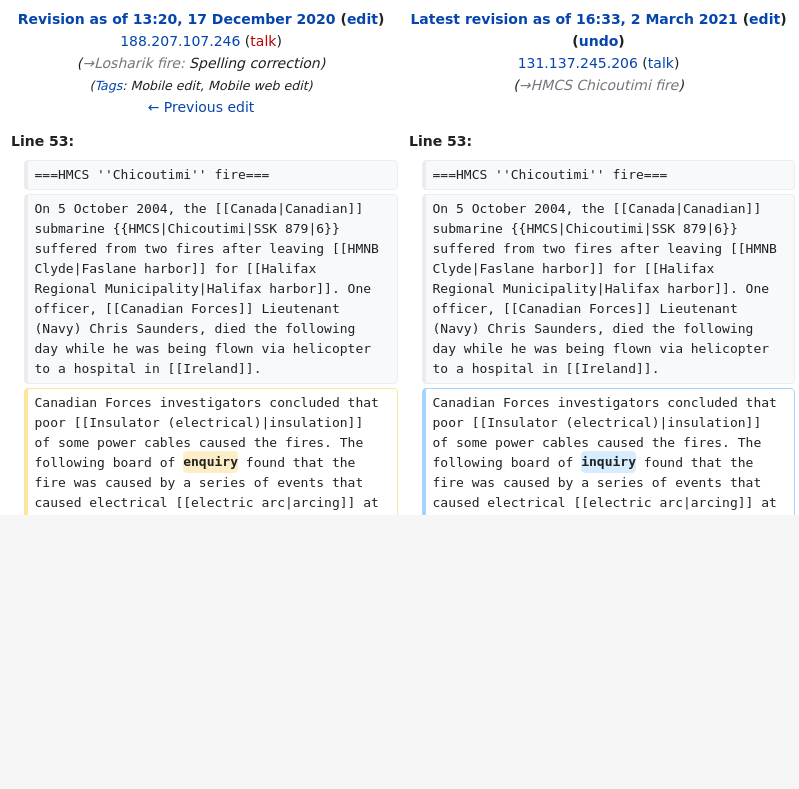 Revision as of 13:20, 17 December 2020 (edit)
188.207.107.246 (talk)
(→Losharik fire: Spelling correction)
(Tags: Mobile edit, Mobile web edit)
← Previous edit
Latest revision as of 16:33, 2 March 2021 (edit)
(undo)
131.137.245.206 (talk)
(→HMCS Chicoutimi fire)
Line 53:
Line 53:
===HMCS ''Chicoutimi'' fire===
===HMCS ''Chicoutimi'' fire===
On 5 October 2004, the [[Canada|Canadian]]
submarine {{HMCS|Chicoutimi|SSK 879|6}}
suffered from two fires after leaving [[HMNB
Clyde|Faslane harbor]] for [[Halifax
Regional Municipality|Halifax harbor]]. One
officer, [[Canadian Forces]] Lieutenant
(Navy) Chris Saunders, died the following
day while he was being flown via helicopter
to a hospital in [[Ireland]].
On 5 October 2004, the [[Canada|Canadian]]
submarine {{HMCS|Chicoutimi|SSK 879|6}}
suffered from two fires after leaving [[HMNB
Clyde|Faslane harbor]] for [[Halifax
Regional Municipality|Halifax harbor]]. One
officer, [[Canadian Forces]] Lieutenant
(Navy) Chris Saunders, died the following
day while he was being flown via helicopter
to a hospital in [[Ireland]].
Canadian Forces investigators concluded that
poor [[Insulator (electrical)|insulation]]
of some power cables caused the fires. The
following board of enquiry found that the
fire was caused by a series of events that
caused electrical [[electric arc|arcing]] at
Canadian Forces investigators concluded that
poor [[Insulator (electrical)|insulation]]
of some power cables caused the fires. The
following board of inquiry found that the
fire was caused by a series of events that
caused electrical [[electric arc|arcing]] at